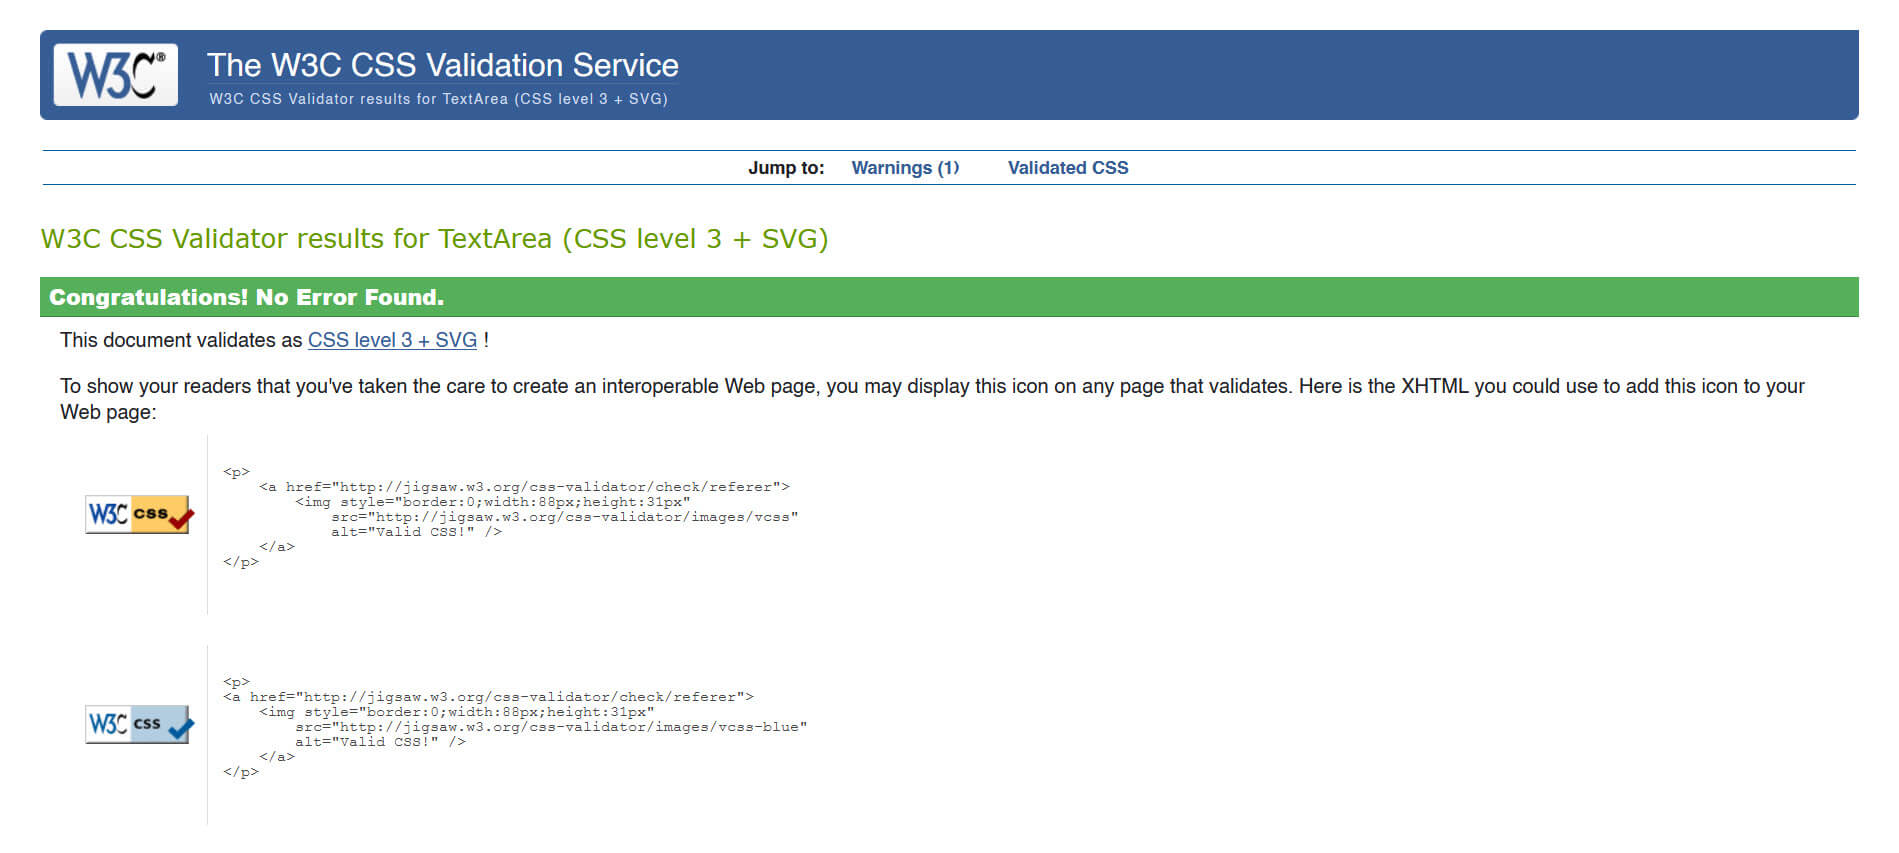 W3C®
The W3C CSS Validation Service
W3C CSS Validator results for TextArea (CSS level 3 + SVG)
Jump to: Warnings (1) Validated CSS
W3C CSS Validator results for TextArea (CSS level 3 + SVG)
Congratulations! No Error Found.
This document validates as CSS level 3 + SVG !
To show your readers that you've taken the care to create an interoperable Web page, you may display this icon on any page that validates. Here is the XHTML you could use to add this icon to your
Web page:
W3C css
<p>
<a href="http://jigsaw.w3.org/css-validator/check/referer">
<img style="border:0;width:88px;height:31px"
src="http://jigsaw.w3.org/css-validator/images/vcss"
alt="Valid CSS!" />
</a>
</p>
W3C css
<p>
<a href="http://jigsaw.w3.org/css-validator/check/referer">
<img style="border:0;width:88px;height:31px"
src="http://jigsaw.w3.org/css-validator/images/vcss-blue"
alt="Valid CSS!" />
</a>
</p>